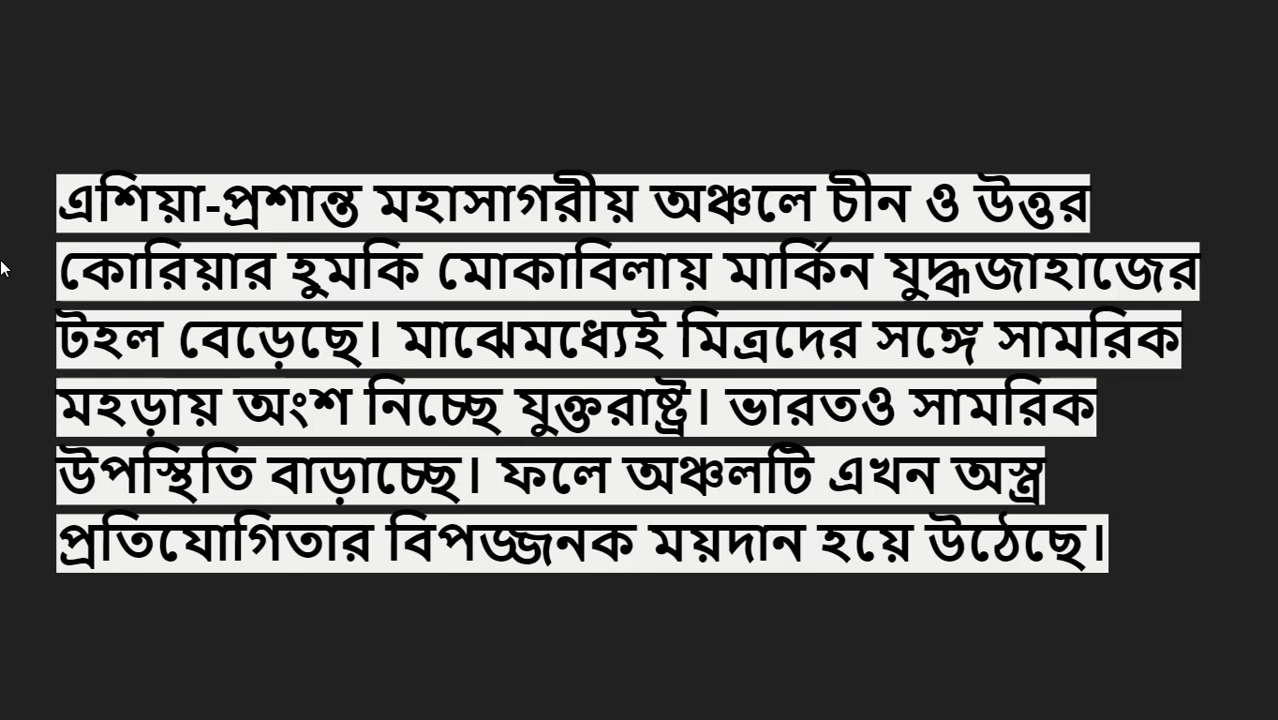 এশিয়া-প্রশান্ত মহাসাগরীয় অঞ্চলে চীন ও উত্তর
কোরিয়ার হুমকি মোকাবিলায় মার্কিন যুদ্ধজাহাজের
টহল বেড়েছে। মাঝেমধ্যেই মিত্রদের সঙ্গে সামরিক
মহড়ায় অংশ নিচ্ছে যুক্তরাষ্ট্র। ভারতও সামরিক
উপস্থিতি বাড়াচ্ছে। ফলে অঞ্চলটি এখন অস্ত্র
প্রতিযোগিতার বিপজ্জনক ময়দান হয়ে উঠেছে।